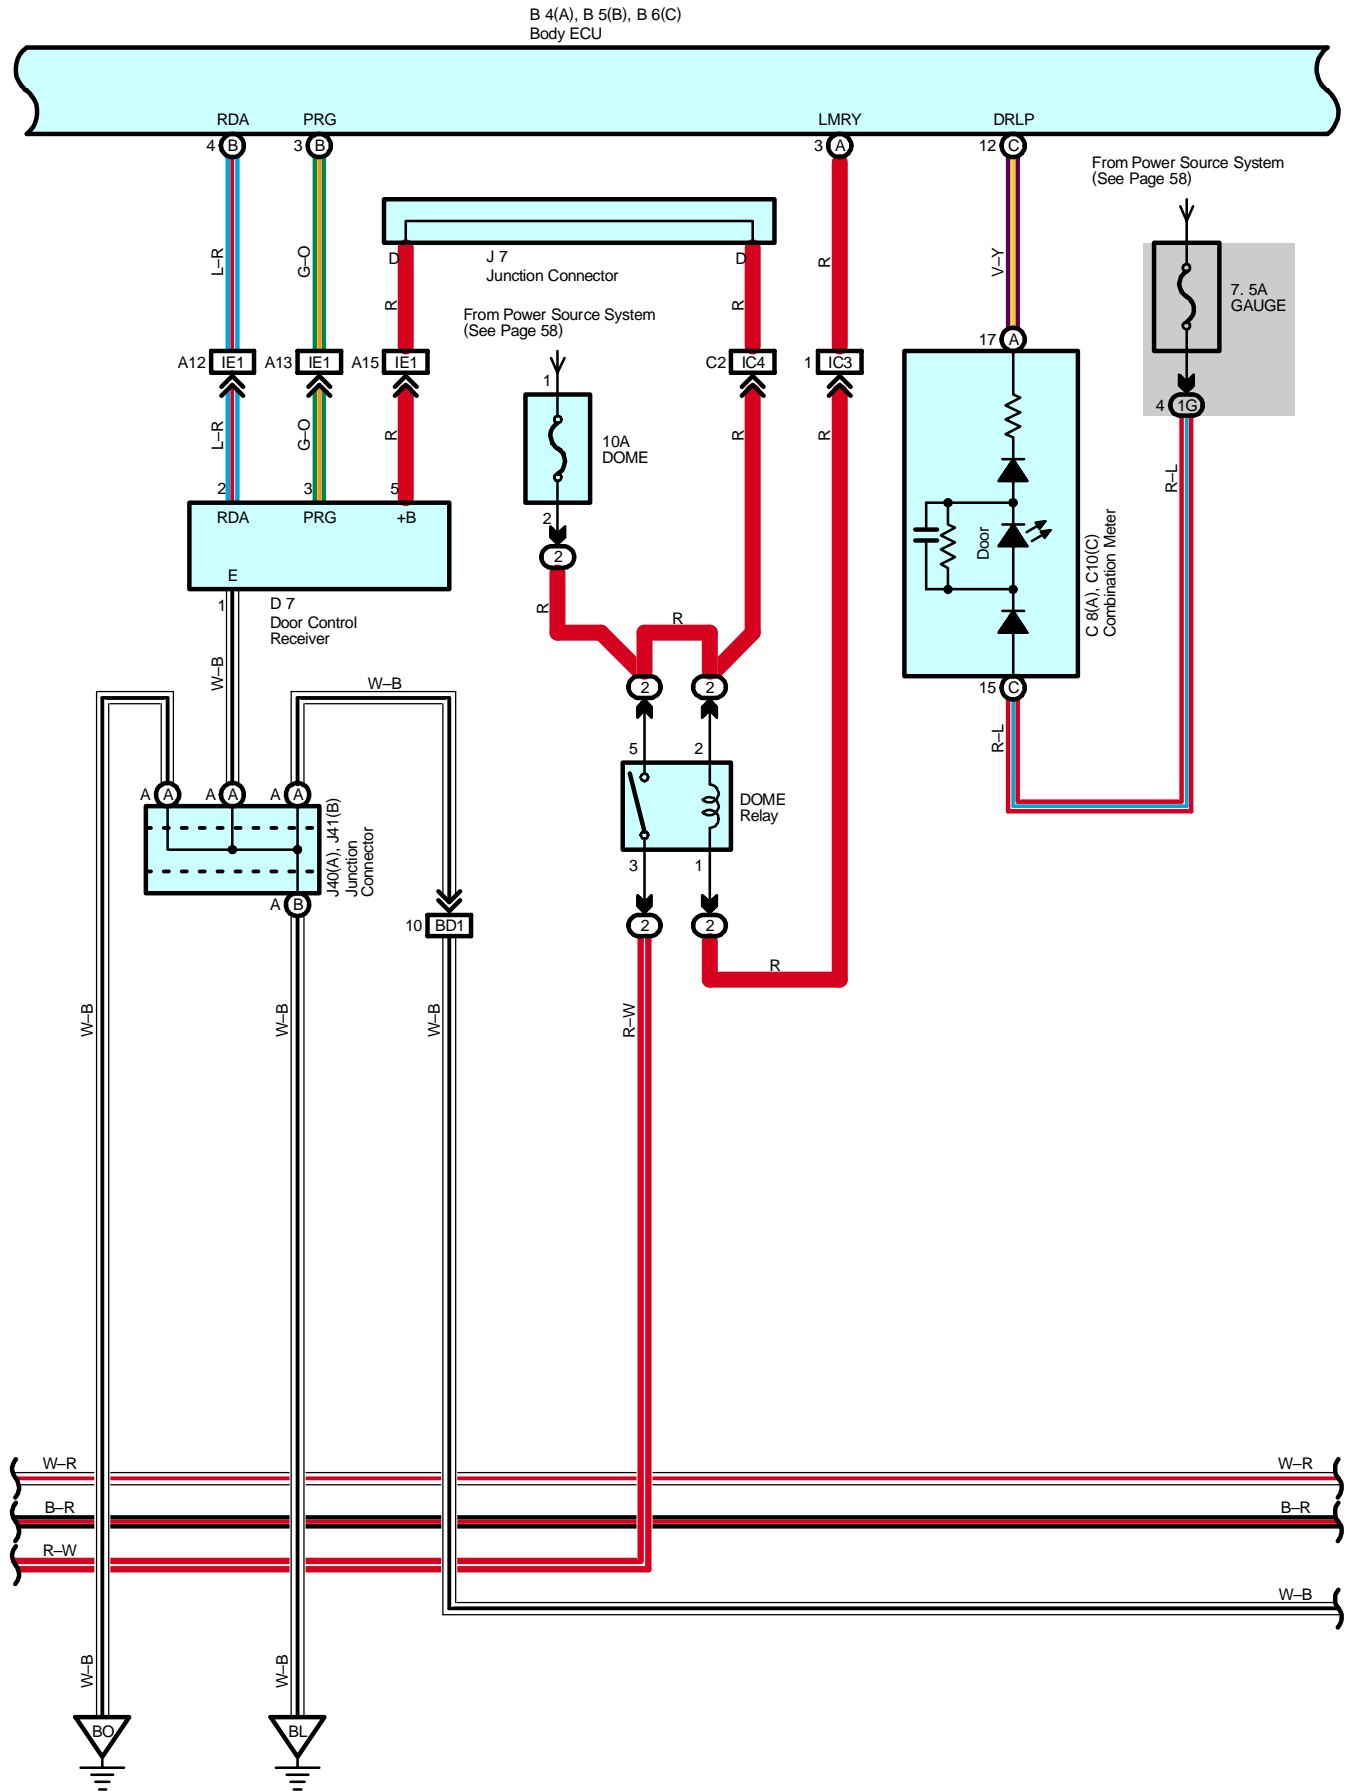 B 4(A), B 5(B), B 6(C)
Body ECU
RDA
PRG
LMRY
DRLP
4 B
3 B
3 A
12 C
From Power Source System
(See Page 58)
L–R
G–O
D
J 7
Junction Connector
D
R
R
R
V–Y
7. 5A
GAUGE
From Power Source System
(See Page 58)
17 A
A12 IE1
A13 IE1
A15 IE1
C2 IC4
1 IC3
1
4 1G
L–R
G–O
R
10A
DOME
R
R
R–L
2
3
5
2
RDA
PRG
+B
2
Door
C 8(A), C10(C)
Combination Meter
E
1
D 7
Door Control
Receiver
R
R
W–B
W–B
2
2
15 C
R–L
5
2
A A
A A
A A
J40(A), J41(B)
Junction
Connector
DOME
Relay
3
1
A B
10 BD1
2
2
R
W–B
W–B
W–B
R–W
W–R
W–R
B–R
B–R
R–W
W–B
W–B
W–B
BO
BL